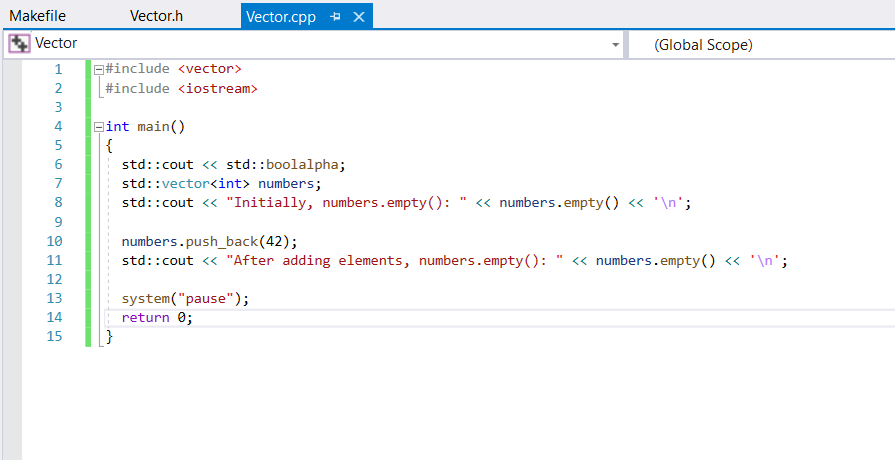 Makefile Vector.h Vector.cpp
Vector (Global Scope)
1 #include <vector>
2 #include <iostream>
3
4 int main()
5 {
6 std::cout << std::boolalpha;
7 std::vector<int> numbers;
8 std::cout << "Initially, numbers.empty(): " << numbers.empty() << '\n';
9
10 numbers.push_back(42);
11 std::cout << "After adding elements, numbers.empty(): " << numbers.empty() << '\n';
12
13 system("pause");
14 return 0;
15 }